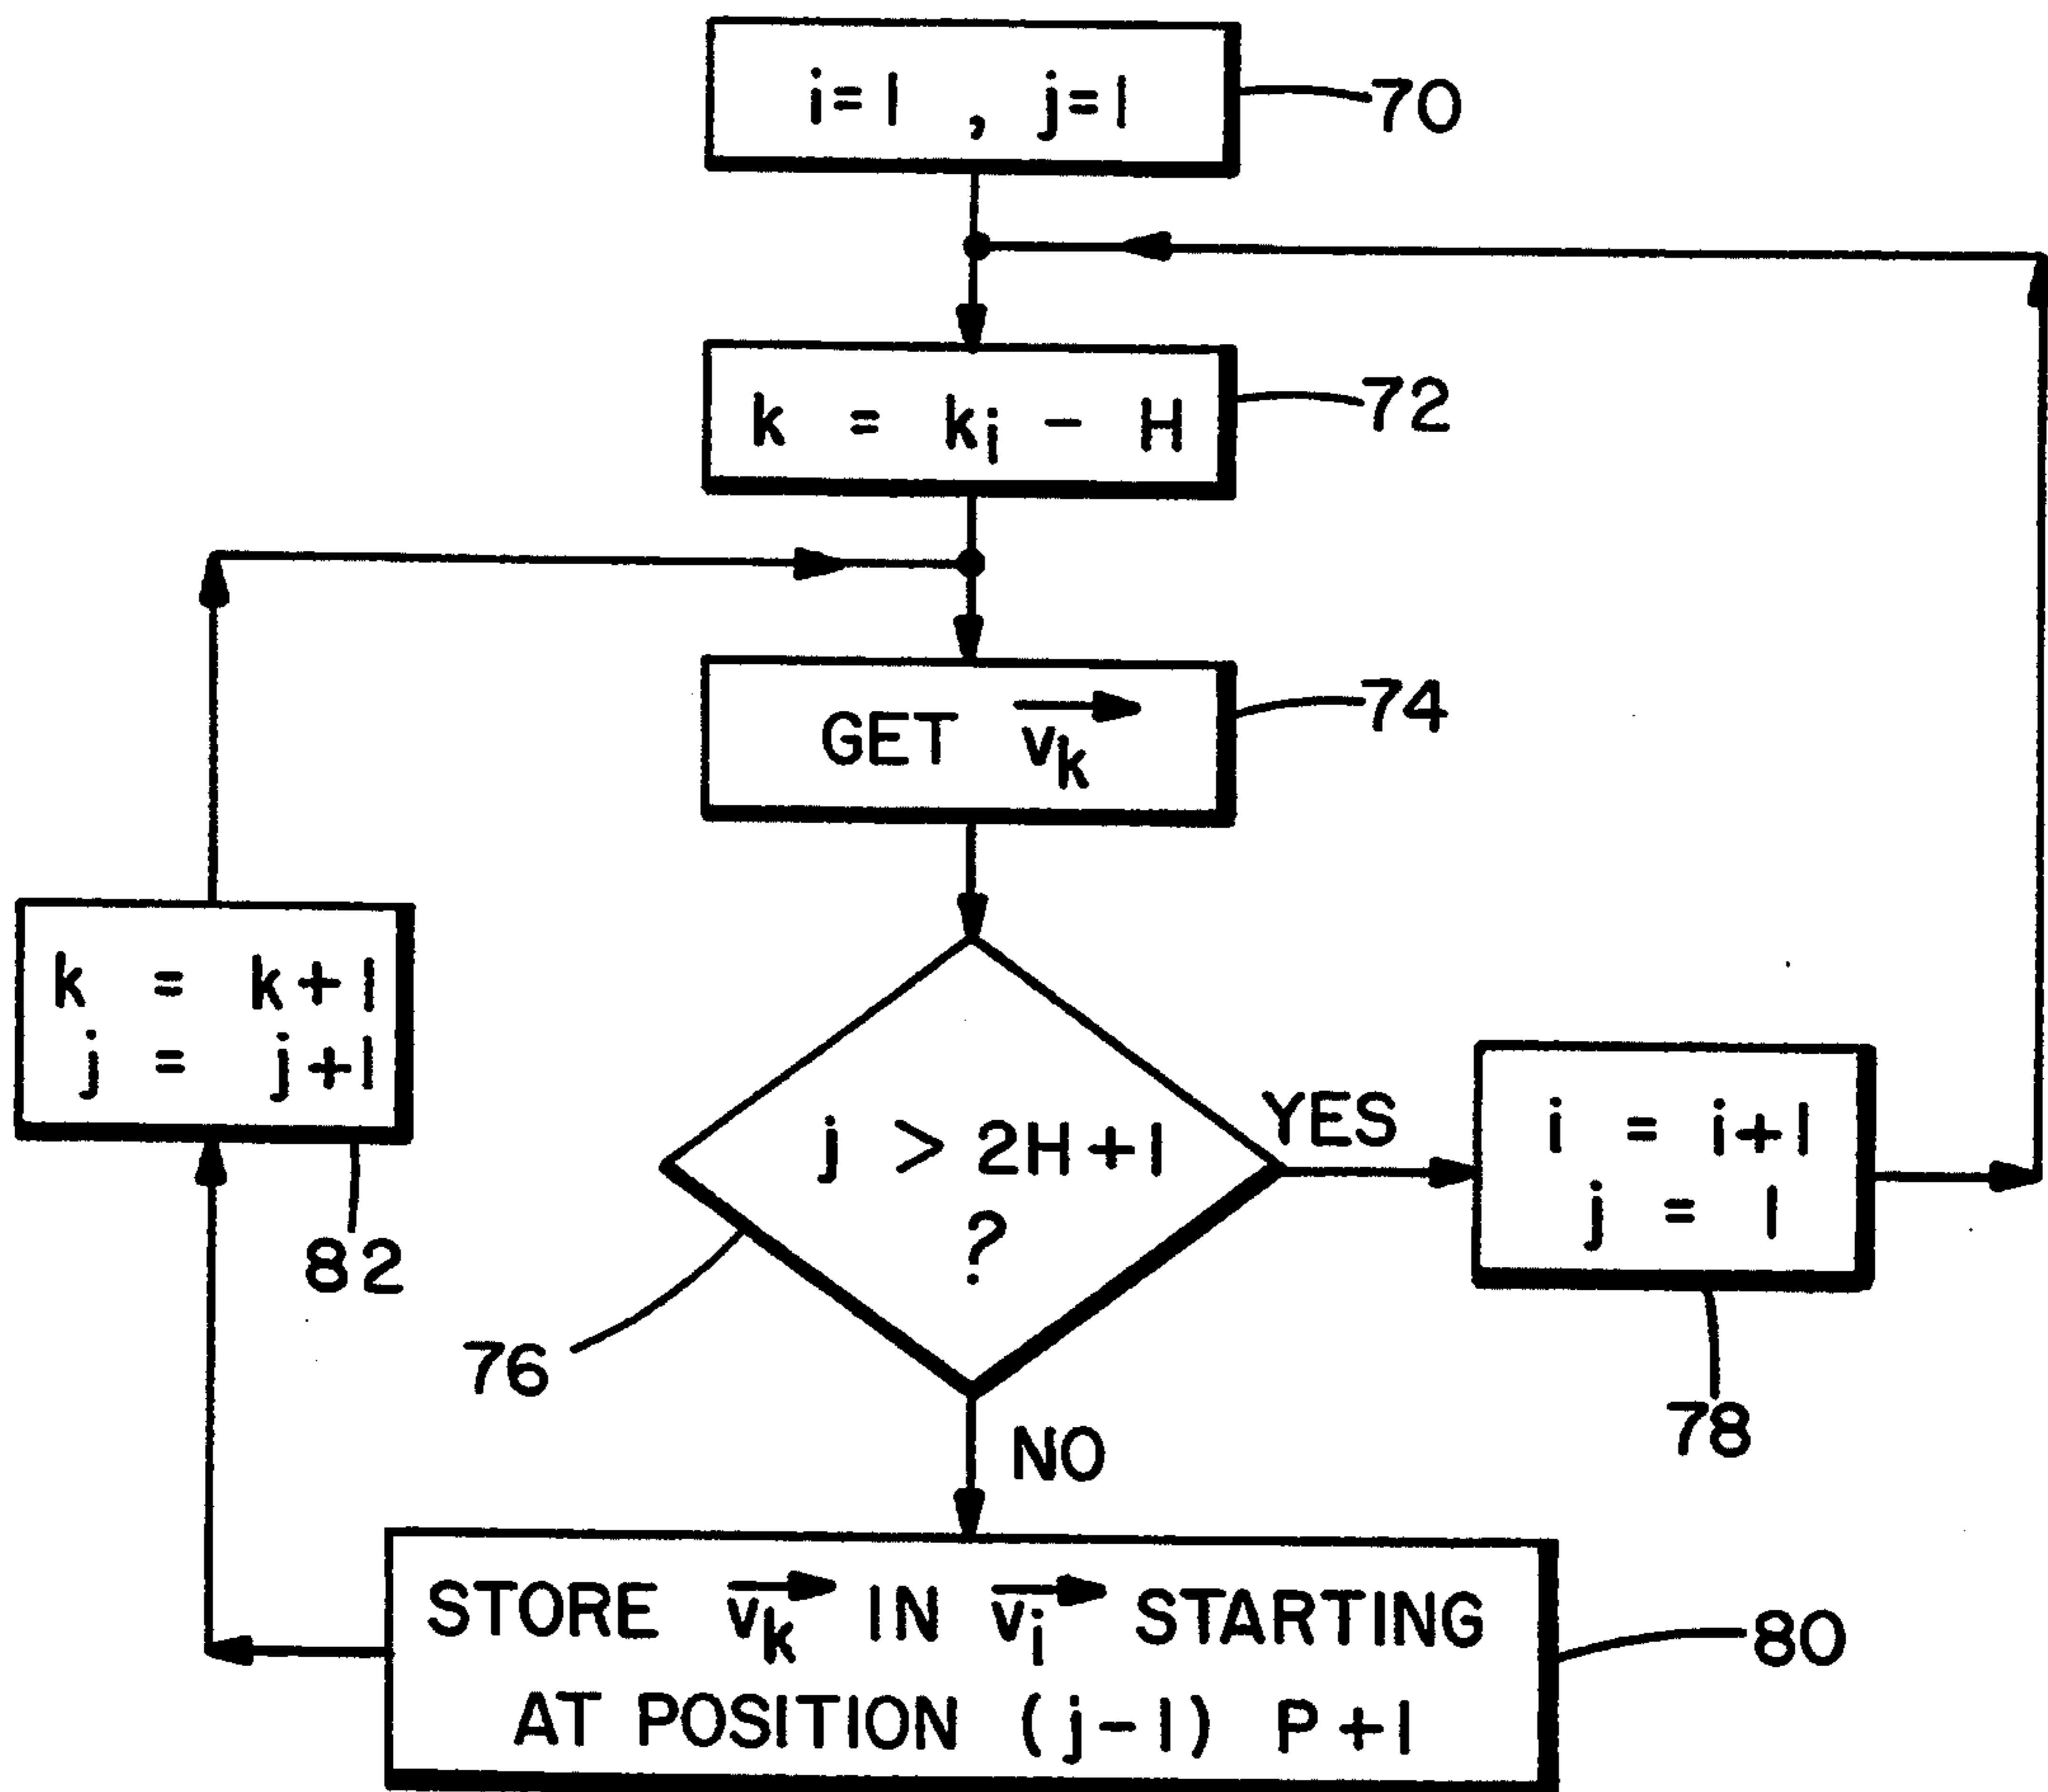 i=1 , j=1
70
k = ki - H
72
GET vk
74
k = k+1
j = j+1
82
j > 2H+1
?
76
YES
i = i+1
j = 1
78
NO
STORE vk IN vi STARTING
AT POSITION (j-1) P+1
80